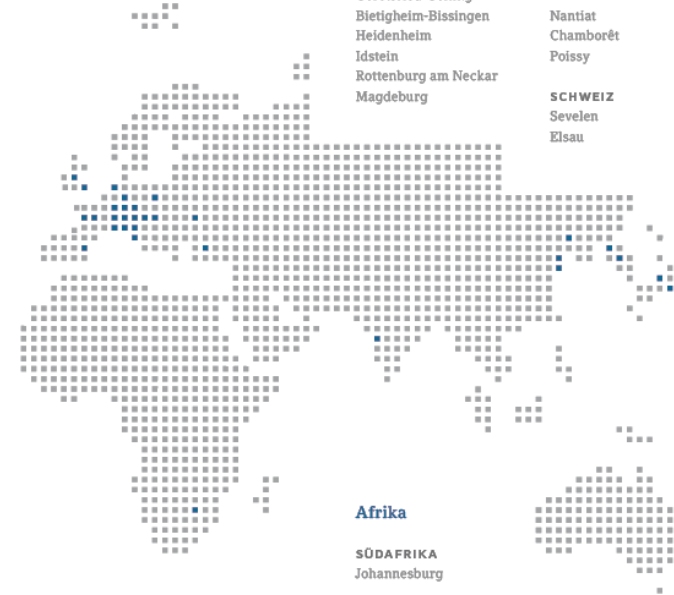 Bietigheim-Bissingen
Heidenheim
Idstein
Rottenburg am Neckar
Magdeburg
Nantiat
Chamborêt
Poissy
SCHWEIZ
Sevelen
Elsau
Afrika
SÜDAFRIKA
Johannesburg